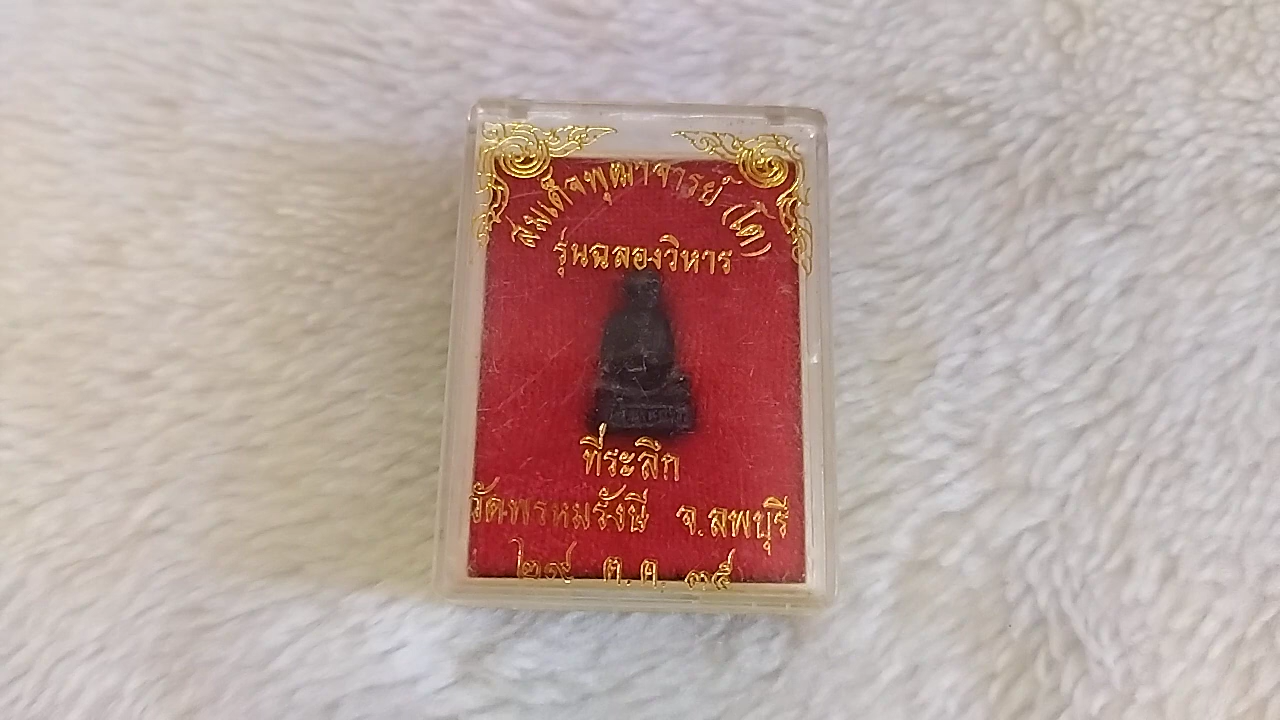 สมเด็จพุฒาจารย์ (โต)
รุ่นฉลองวิหาร
ที่ระลึก
วัดพรหมรังษี จ.ลพบุรี
๒๙ ต.ค. ๓๕